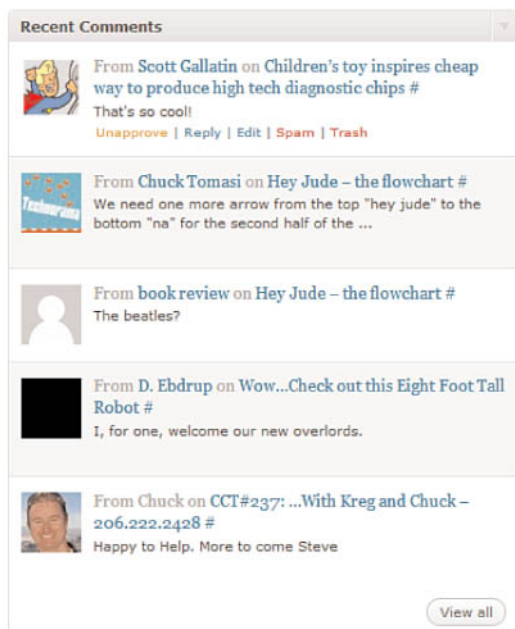 Recent Comments
From Scott Gallatin on Children's toy inspires cheap
way to produce high tech diagnostic chips #
That's so cool!
Unapprove | Reply | Edit | Spam | Trash
Technorama
From Chuck Tomasi on Hey Jude – the flowchart #
We need one more arrow from the top "hey jude" to the
bottom "na" for the second half of the ...
From book review on Hey Jude – the flowchart #
The beatles?
From D. Ebdrup on Wow...Check out this Eight Foot Tall
Robot #
I, for one, welcome our new overlords.
From Chuck on CCT#237: ...With Kreg and Chuck –
206.222.2428 #
Happy to Help. More to come Steve
View all